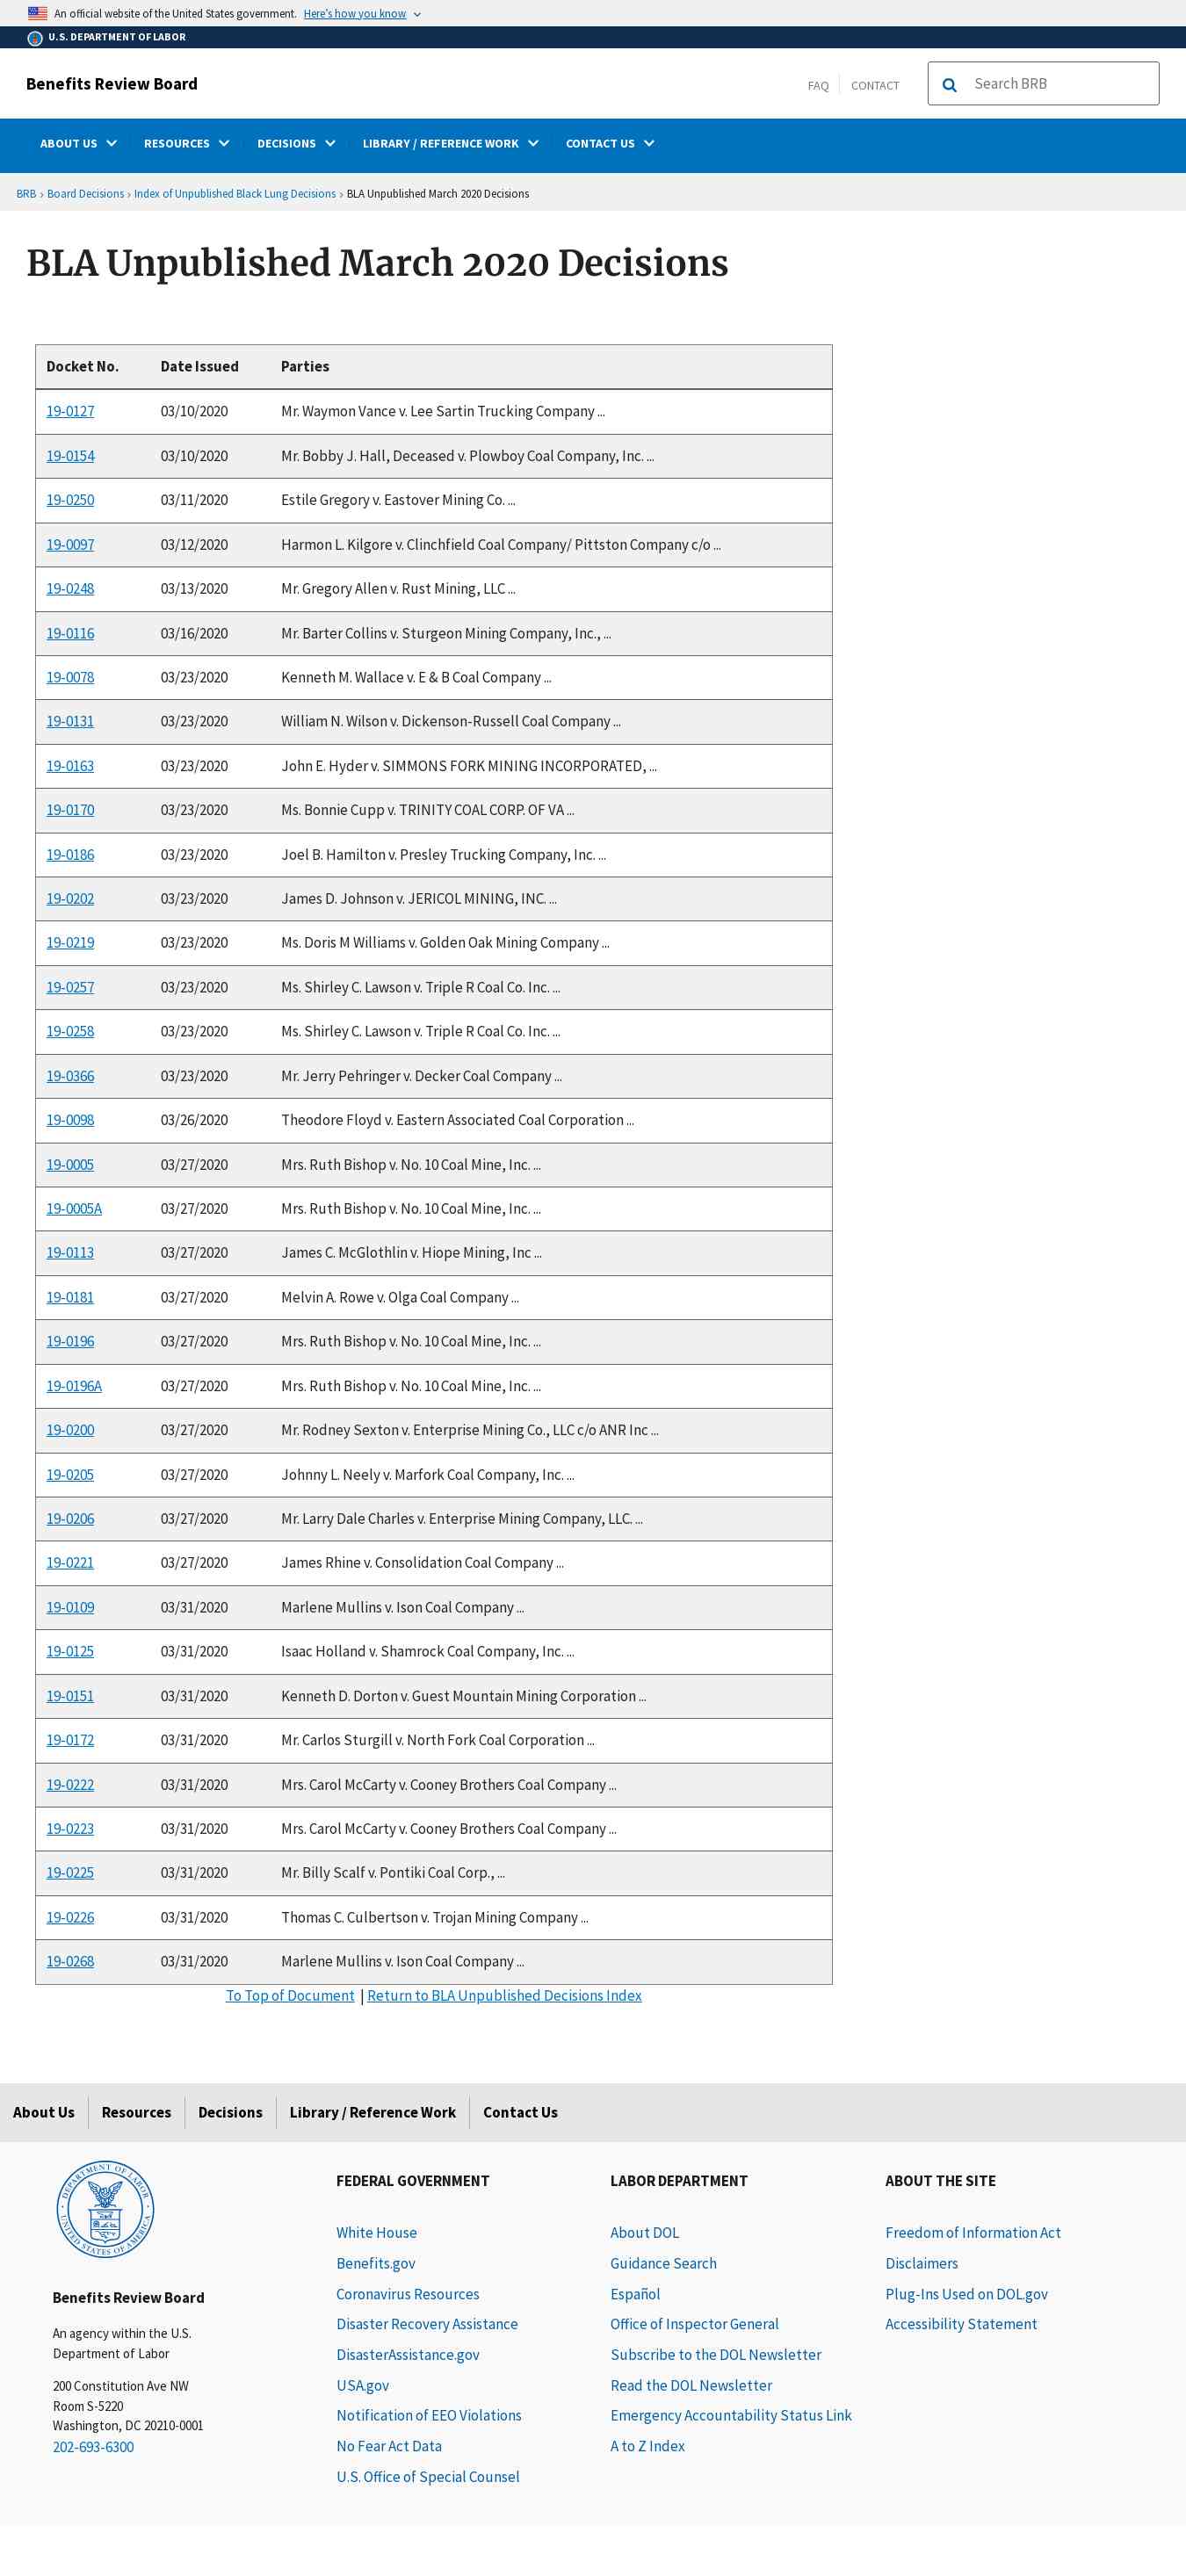 An official website of the United States government. Here's how you know
U.S. DEPARTMENT OF LABOR
Benefits Review Board
FAQ CONTACT Search BRB
ABOUT US RESOURCES DECISIONS LIBRARY / REFERENCE WORK CONTACT US
BRB › Board Decisions › Index of Unpublished Black Lung Decisions › BLA Unpublished March 2020 Decisions
BLA Unpublished March 2020 Decisions
Docket No. Date Issued Parties
19-0127 03/10/2020 Mr. Waymon Vance v. Lee Sartin Trucking Company ...
19-0154 03/10/2020 Mr. Bobby J. Hall, Deceased v. Plowboy Coal Company, Inc. ...
19-0250 03/11/2020 Estile Gregory v. Eastover Mining Co. ...
19-0097 03/12/2020 Harmon L. Kilgore v. Clinchfield Coal Company/ Pittston Company c/o ...
19-0248 03/13/2020 Mr. Gregory Allen v. Rust Mining, LLC ...
19-0116 03/16/2020 Mr. Barter Collins v. Sturgeon Mining Company, Inc., ...
19-0078 03/23/2020 Kenneth M. Wallace v. E & B Coal Company ...
19-0131 03/23/2020 William N. Wilson v. Dickenson-Russell Coal Company ...
19-0163 03/23/2020 John E. Hyder v. SIMMONS FORK MINING INCORPORATED, ...
19-0170 03/23/2020 Ms. Bonnie Cupp v. TRINITY COAL CORP. OF VA ...
19-0186 03/23/2020 Joel B. Hamilton v. Presley Trucking Company, Inc. ...
19-0202 03/23/2020 James D. Johnson v. JERICOL MINING, INC. ...
19-0219 03/23/2020 Ms. Doris M Williams v. Golden Oak Mining Company ...
19-0257 03/23/2020 Ms. Shirley C. Lawson v. Triple R Coal Co. Inc. ...
19-0258 03/23/2020 Ms. Shirley C. Lawson v. Triple R Coal Co. Inc. ...
19-0366 03/23/2020 Mr. Jerry Pehringer v. Decker Coal Company ...
19-0098 03/26/2020 Theodore Floyd v. Eastern Associated Coal Corporation ...
19-0005 03/27/2020 Mrs. Ruth Bishop v. No. 10 Coal Mine, Inc. ...
19-0005A 03/27/2020 Mrs. Ruth Bishop v. No. 10 Coal Mine, Inc. ...
19-0113 03/27/2020 James C. McGlothlin v. Hiope Mining, Inc ...
19-0181 03/27/2020 Melvin A. Rowe v. Olga Coal Company ...
19-0196 03/27/2020 Mrs. Ruth Bishop v. No. 10 Coal Mine, Inc. ...
19-0196A 03/27/2020 Mrs. Ruth Bishop v. No. 10 Coal Mine, Inc. ...
19-0200 03/27/2020 Mr. Rodney Sexton v. Enterprise Mining Co., LLC c/o ANR Inc ...
19-0205 03/27/2020 Johnny L. Neely v. Marfork Coal Company, Inc. ...
19-0206 03/27/2020 Mr. Larry Dale Charles v. Enterprise Mining Company, LLC. ...
19-0221 03/27/2020 James Rhine v. Consolidation Coal Company ...
19-0109 03/31/2020 Marlene Mullins v. Ison Coal Company ...
19-0125 03/31/2020 Isaac Holland v. Shamrock Coal Company, Inc. ...
19-0151 03/31/2020 Kenneth D. Dorton v. Guest Mountain Mining Corporation ...
19-0172 03/31/2020 Mr. Carlos Sturgill v. North Fork Coal Corporation ...
19-0222 03/31/2020 Mrs. Carol McCarty v. Cooney Brothers Coal Company ...
19-0223 03/31/2020 Mrs. Carol McCarty v. Cooney Brothers Coal Company ...
19-0225 03/31/2020 Mr. Billy Scalf v. Pontiki Coal Corp., ...
19-0226 03/31/2020 Thomas C. Culbertson v. Trojan Mining Company ...
19-0268 03/31/2020 Marlene Mullins v. Ison Coal Company ...
To Top of Document | Return to BLA Unpublished Decisions Index
About Us Resources Decisions Library / Reference Work Contact Us
DEPARTMENT OF LABOR
UNITED STATES OF AMERICA
Benefits Review Board
An agency within the U.S.
Department of Labor
200 Constitution Ave NW
Room S-5220
Washington, DC 20210-0001
202-693-6300
FEDERAL GOVERNMENT
White House
Benefits.gov
Coronavirus Resources
Disaster Recovery Assistance
DisasterAssistance.gov
USA.gov
Notification of EEO Violations
No Fear Act Data
U.S. Office of Special Counsel
LABOR DEPARTMENT
About DOL
Guidance Search
Español
Office of Inspector General
Subscribe to the DOL Newsletter
Read the DOL Newsletter
Emergency Accountability Status Link
A to Z Index
ABOUT THE SITE
Freedom of Information Act
Disclaimers
Plug-Ins Used on DOL.gov
Accessibility Statement